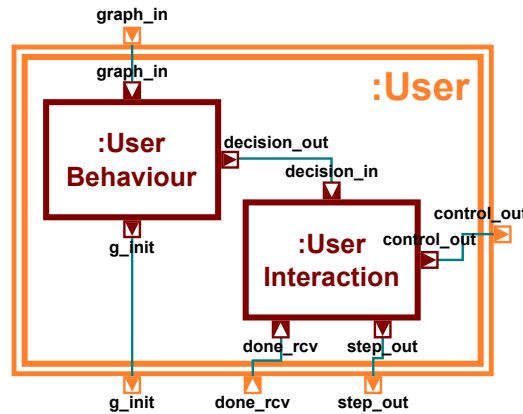 graph_in
graph_in
:User
:User
Behaviour
decision_out
decision_in
control_out
g_init
:User
Interaction
control_out
done_rcv
step_out
g_init
done_rcv
step_out